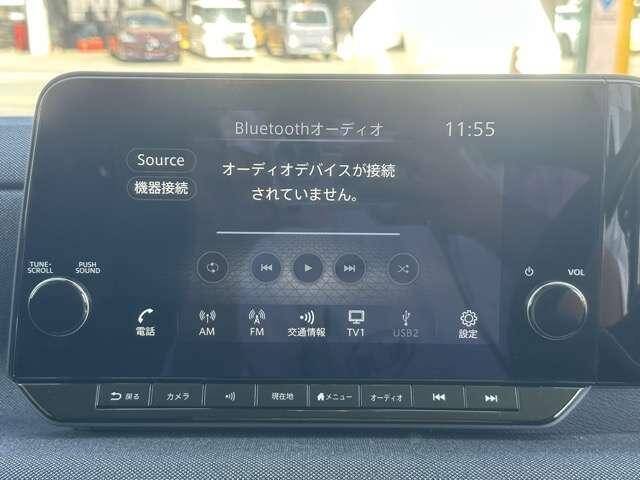 Bluetoothオーディオ
11:55
Source
機器接続
オーディオデバイスが接続
されていません。
TUNE･
SCROLL
PUSH
SOUND
VOL
電話
AM
FM
交通情報
TV1
USB2
設定
戻る
カメラ
現在地
メニュー
オーディオ